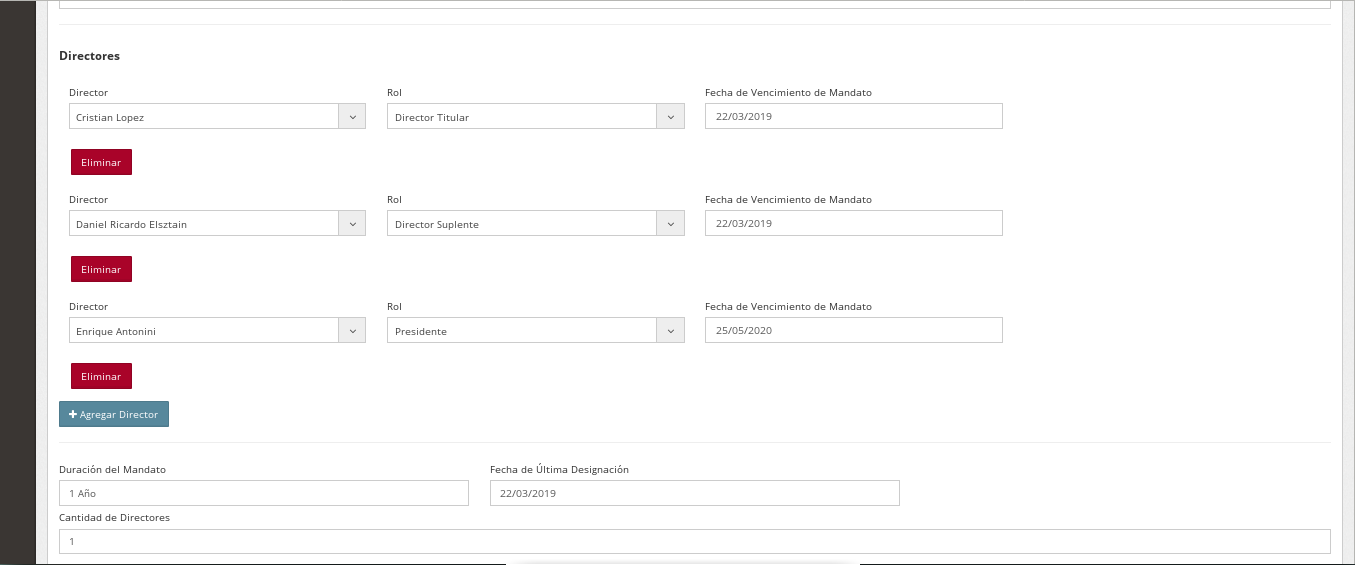 Directores
Director Rol Fecha de Vencimiento de Mandato
Cristian Lopez Director Titular 22/03/2019
Eliminar
Director Rol Fecha de Vencimiento de Mandato
Daniel Ricardo Elsztain Director Suplente 22/03/2019
Eliminar
Director Rol Fecha de Vencimiento de Mandato
Enrique Antonini Presidente 25/05/2020
Eliminar
Agregar Director
Duración del Mandato Fecha de Última Designación
1 Año 22/03/2019
Cantidad de Directores
1